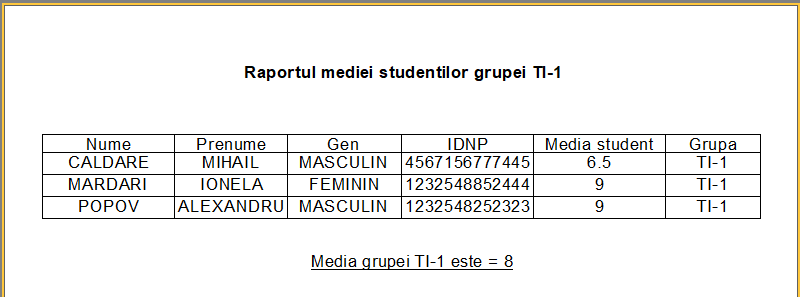 Raportul mediei studentilor grupei TI-1
Nume Prenume Gen IDNP Media student Grupa
CALDARE MIHAIL MASCULIN 4567156777445 6.5 TI-1
MARDARI IONELA FEMININ 1232548852444 9 TI-1
POPOV ALEXANDRU MASCULIN 1232548252323 9 TI-1
Media grupei TI-1 este = 8